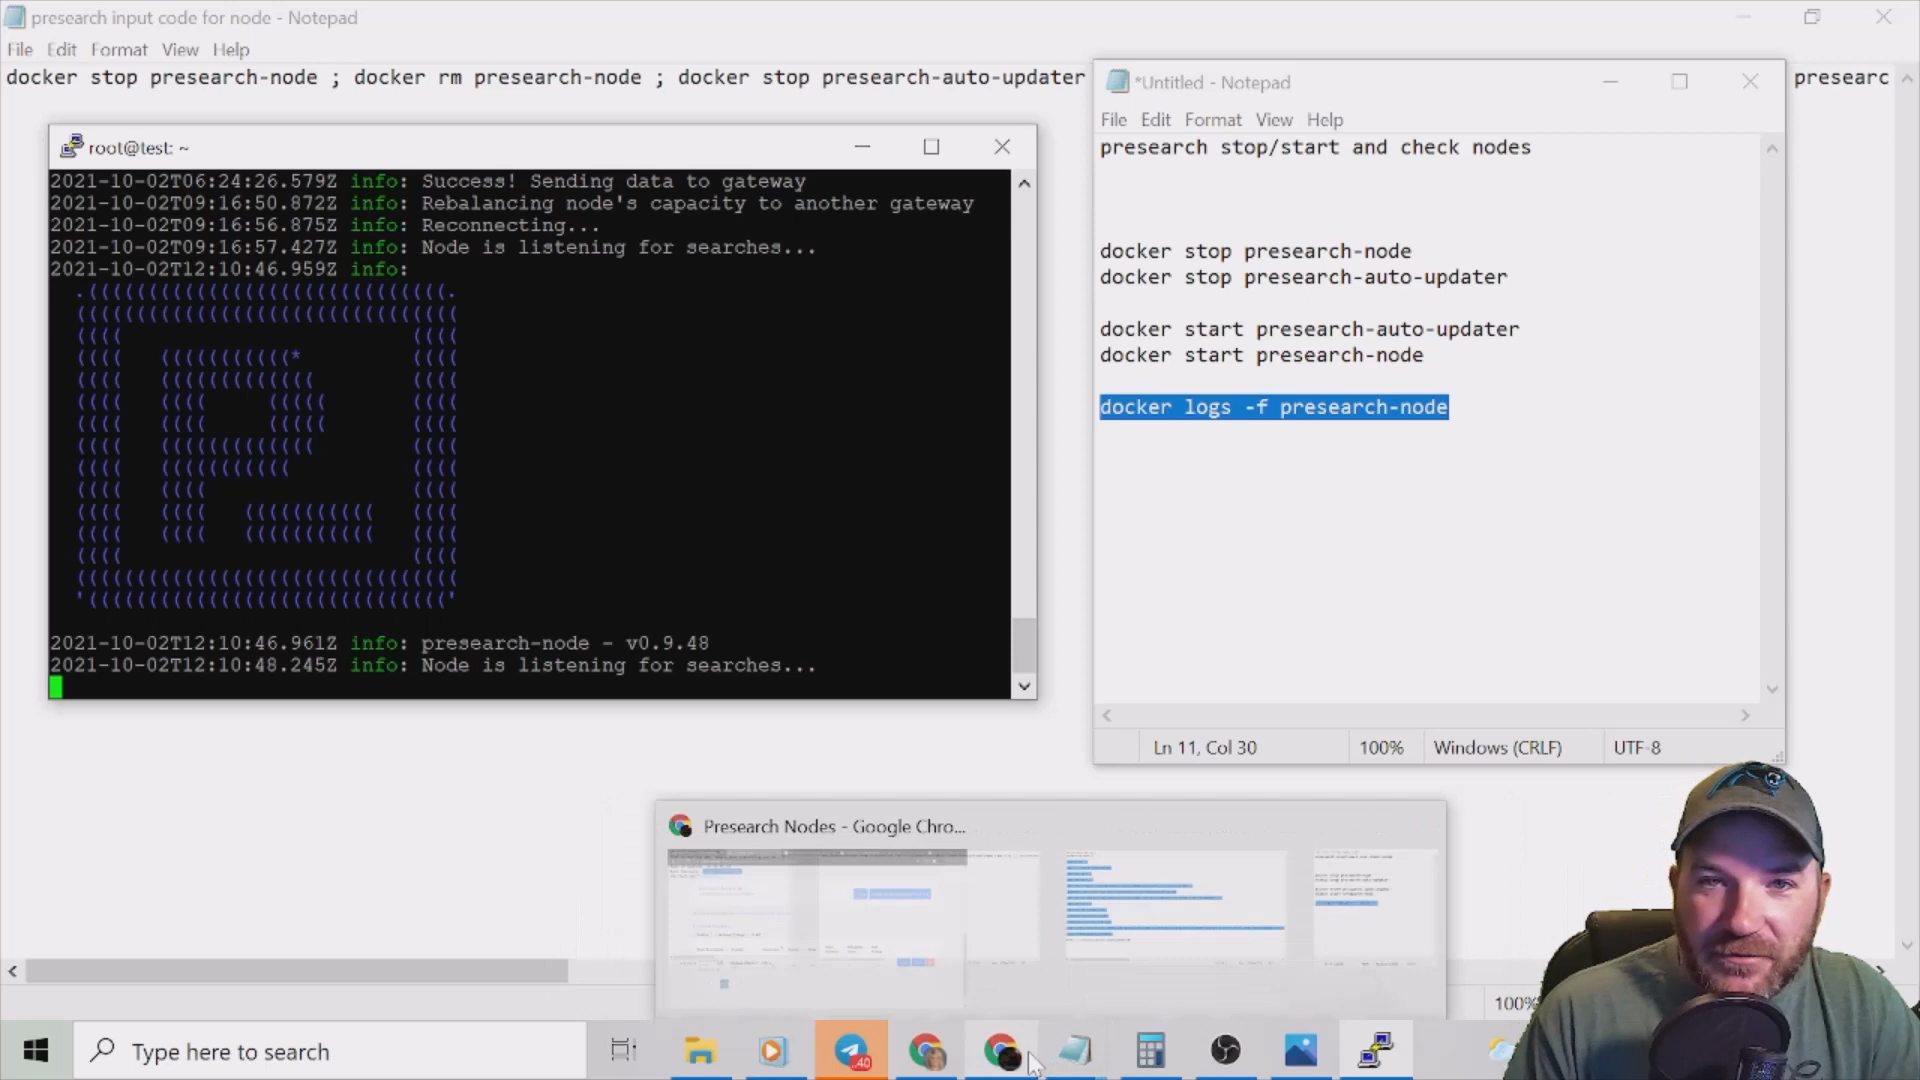 presearch input code for node - Notepad
File Edit Format View Help
docker stop presearch-node ; docker rm presearch-node ; docker stop presearch-auto-updater
presearc
root@test: ~
2021-10-02T06:24:26.579Z info: Success! Sending data to gateway
2021-10-02T09:16:50.872Z info: Rebalancing node's capacity to another gateway
2021-10-02T09:16:56.875Z info: Reconnecting...
2021-10-02T09:16:57.427Z info: Node is listening for searches...
2021-10-02T12:10:46.959Z info:
2021-10-02T12:10:46.961Z info: presearch-node - v0.9.48
2021-10-02T12:10:48.245Z info: Node is listening for searches...
*Untitled - Notepad
File Edit Format View Help
presearch stop/start and check nodes
docker stop presearch-node
docker stop presearch-auto-updater
docker start presearch-auto-updater
docker start presearch-node
docker logs -f presearch-node
Ln 11, Col 30 100% Windows (CRLF) UTF-8
Presearch Nodes - Google Chro...
100%
Type here to search
40